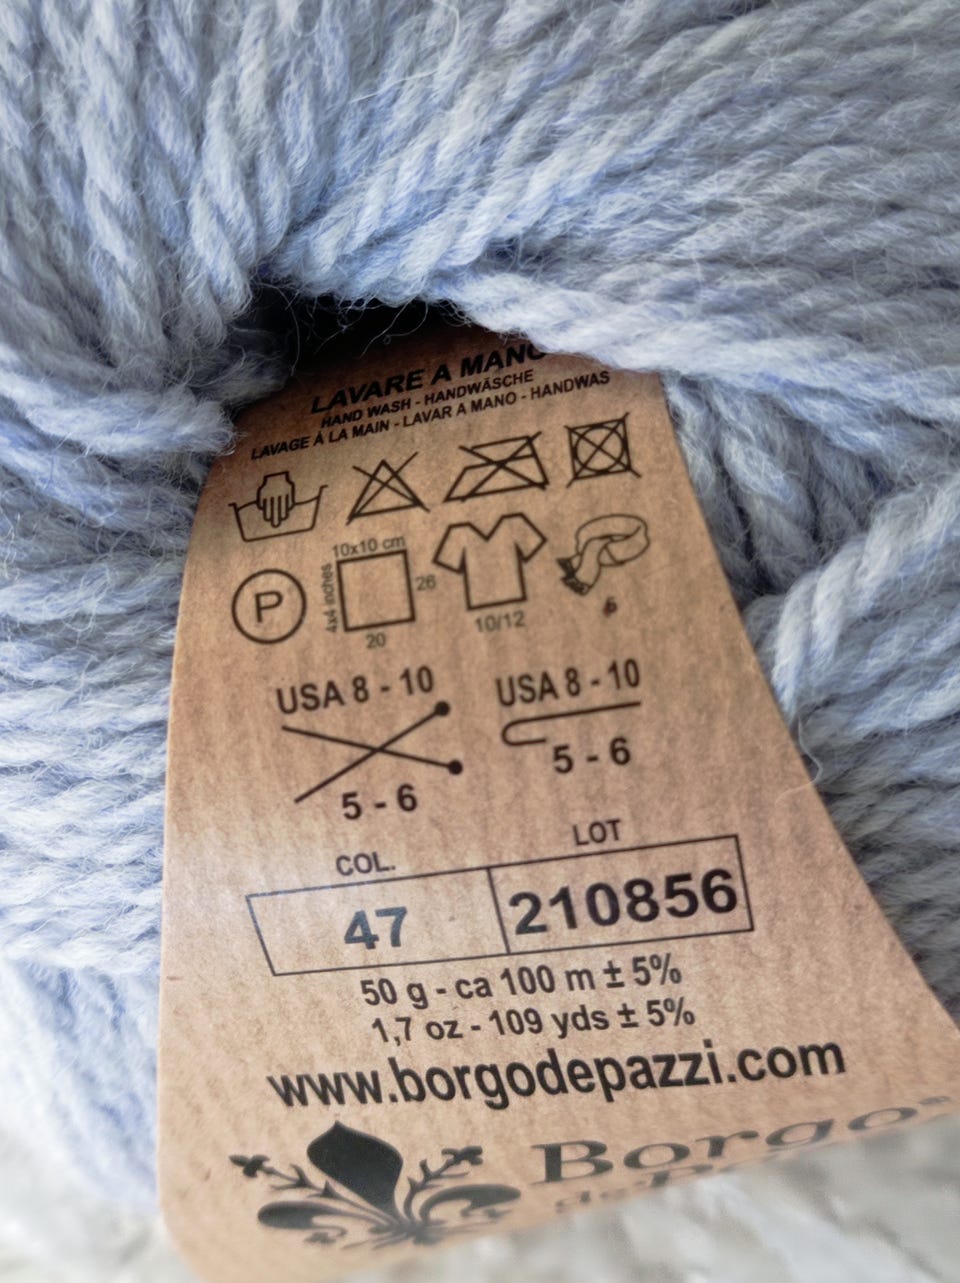 LAVARE A MANO
HAND WASH - HANDWÄSCHE
LAVAGE À LA MAIN - LAVAR A MANO - HANDWAS
P
10x10 cm
4x4 inches
26
20
10/12
6
USA 8 - 10
5 - 6
USA 8 - 10
5 - 6
COL.
LOT
47
210856
50 g - ca 100 m ± 5%
1,7 oz - 109 yds ± 5%
www.borgodepazzi.com
Borgo
de